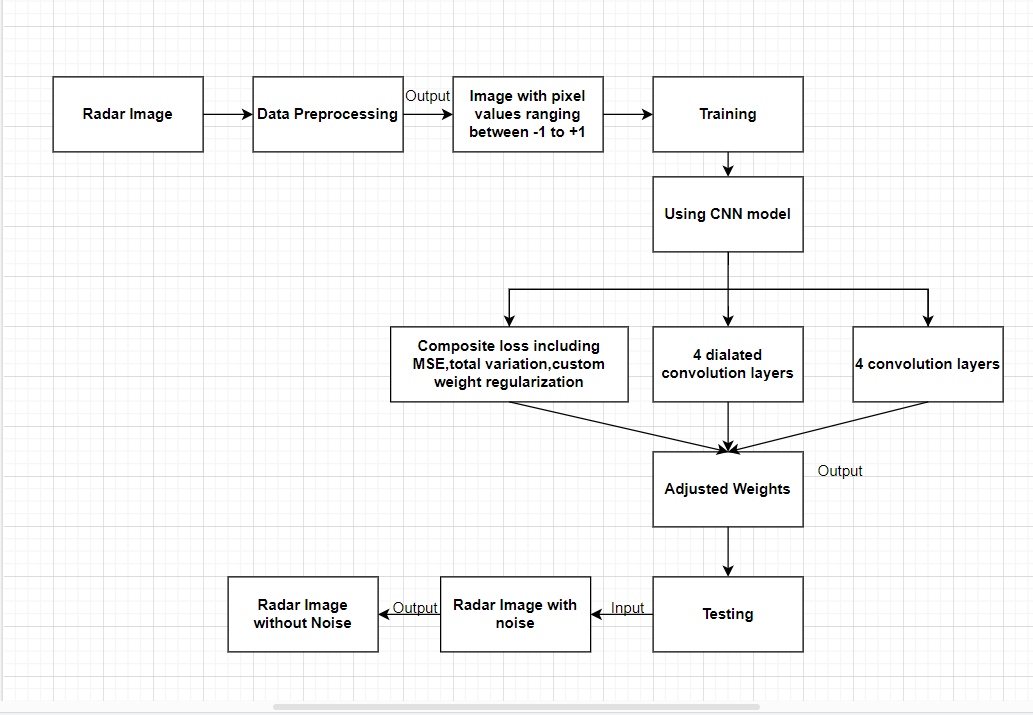 Radar Image
Data Preprocessing
Output
Image with pixel
values ranging
between -1 to +1
Training
Using CNN model
Composite loss including
MSE,total variation,custom
weight regularization
4 dialated
convolution layers
4 convolution layers
Adjusted Weights
Output
Testing
Input
Radar Image with
noise
Output
Radar Image
without Noise